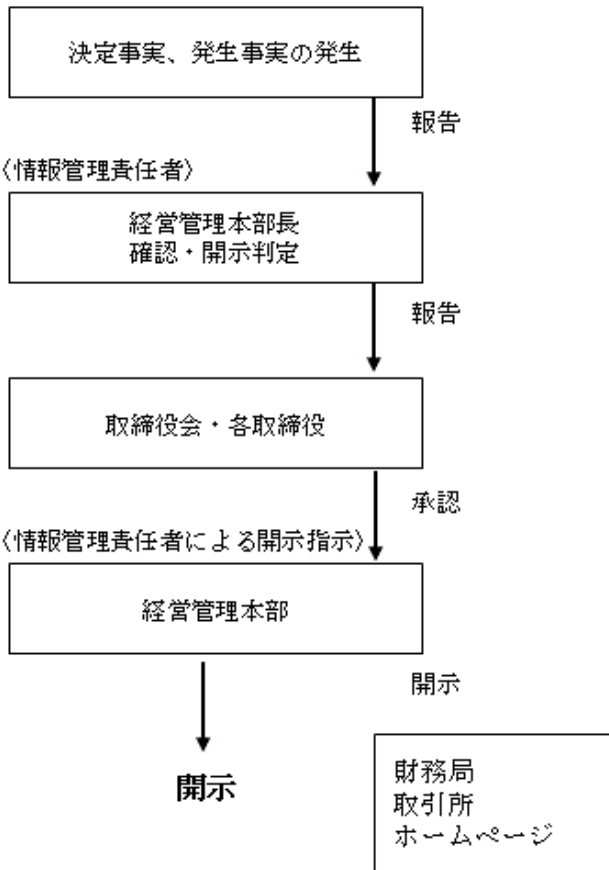 決定事実、発生事実の発生
報告
〈情報管理責任者〉
経営管理本部長
確認・開示判定
報告
取締役会・各取締役
承認
〈情報管理責任者による開示指示〉
経営管理本部
開示
開示
財務局
取引所
ホームページ